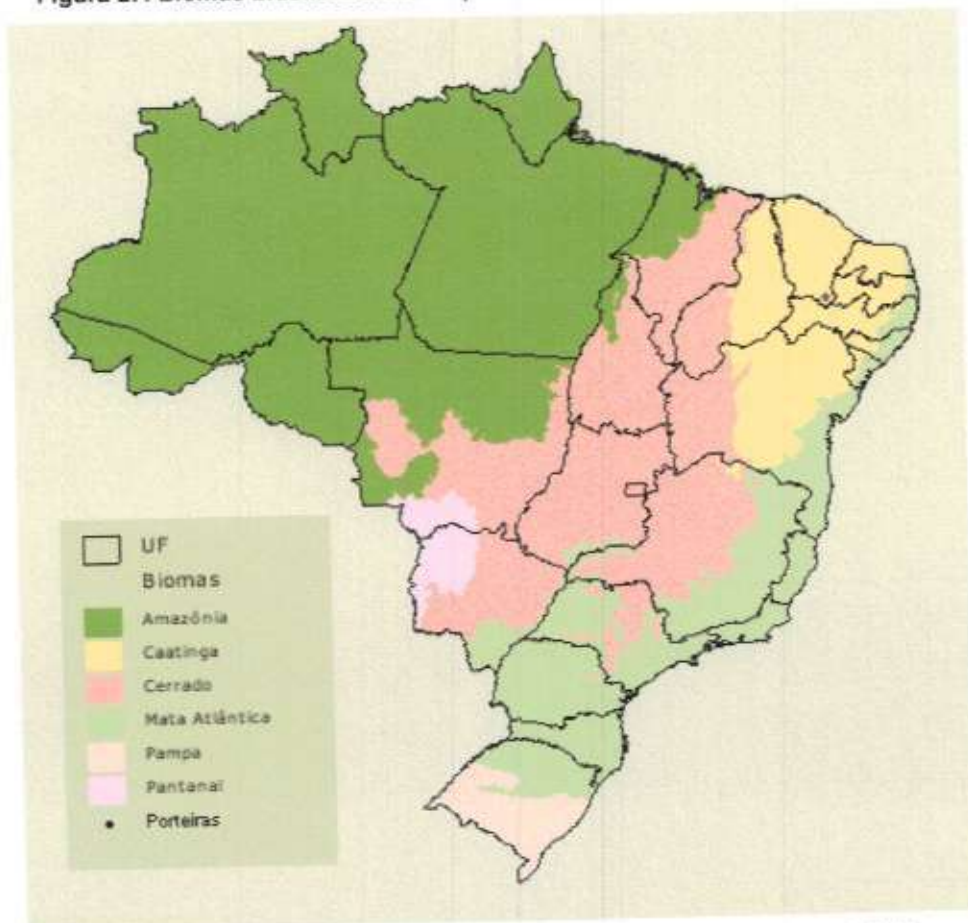 UF
Biomas
Amazônia
Caatinga
Cerrado
Mata Atlântica
Pampa
Pantanal
Porteiras